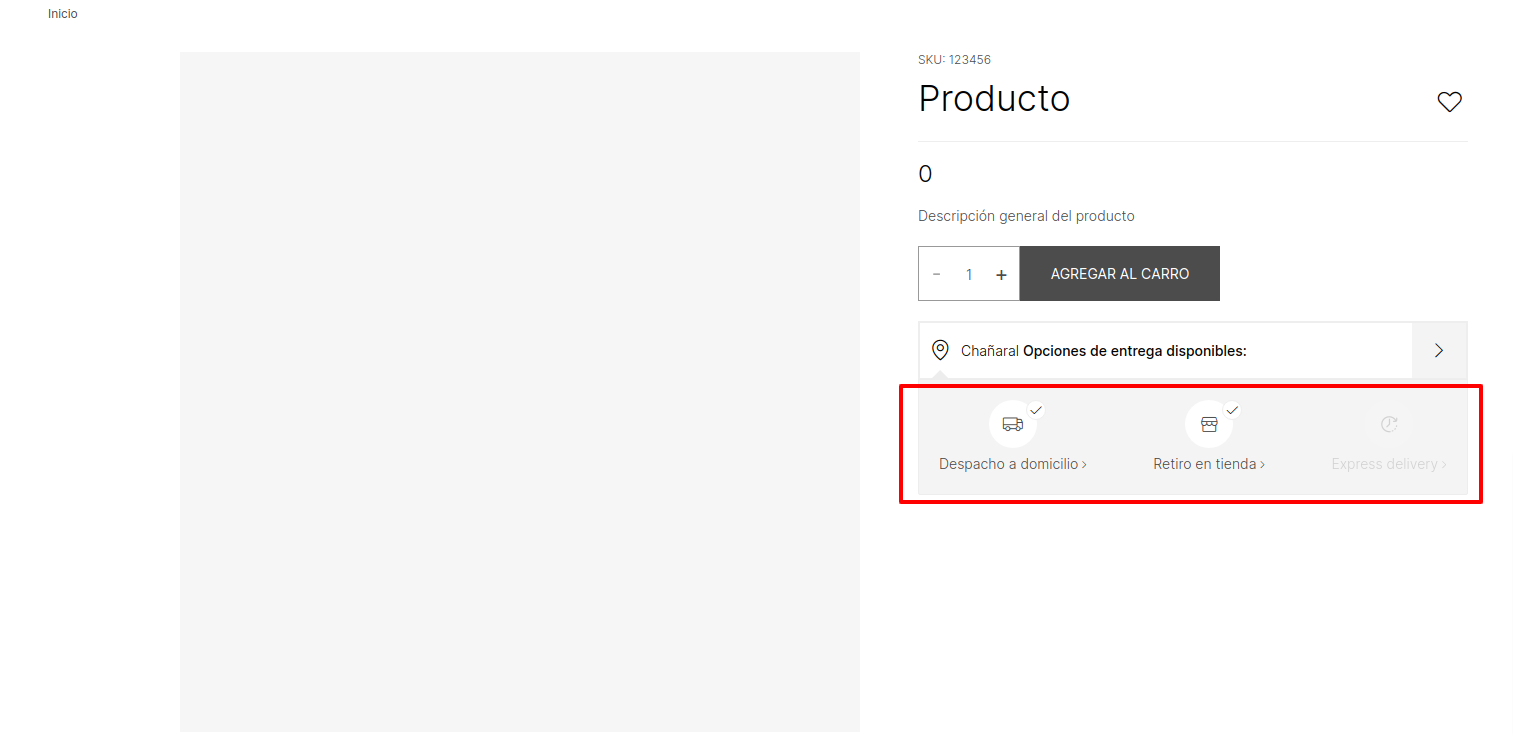 Inicio
SKU: 123456
Producto
0
Descripción general del producto
- 1 + AGREGAR AL CARRO
Chañaral Opciones de entrega disponibles:
Despacho a domicilio › Retiro en tienda › Express delivery ›